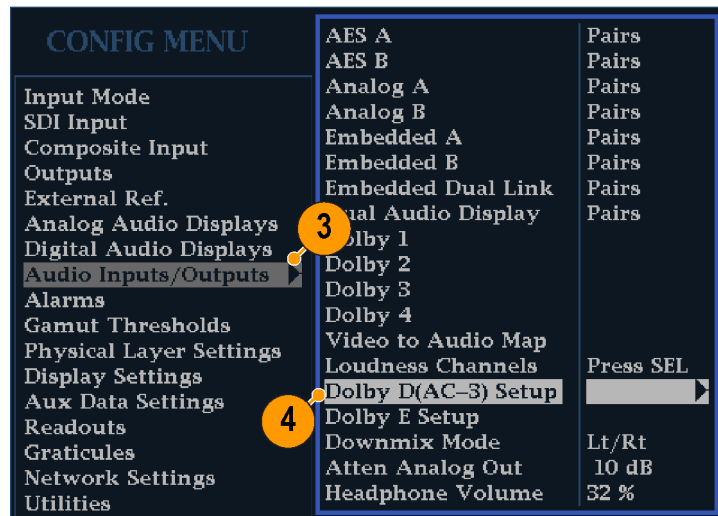 CONFIG MENU
Input Mode
SDI Input
Composite Input
Outputs
External Ref.
Analog Audio Displays
Digital Audio Displays
Audio Inputs/Outputs
Alarms
Gamut Thresholds
Physical Layer Settings
Display Settings
Aux Data Settings
Readouts
Graticules
Network Settings
Utilities
3
4
AES A Pairs
AES B Pairs
Analog A Pairs
Analog B Pairs
Embedded A Pairs
Embedded B Pairs
Embedded Dual Link Pairs
Dual Audio Display Pairs
Dolby 1
Dolby 2
Dolby 3
Dolby 4
Video to Audio Map
Loudness Channels Press SEL
Dolby D(AC-3) Setup
Dolby E Setup
Downmix Mode Lt/Rt
Atten Analog Out 10 dB
Headphone Volume 32 %